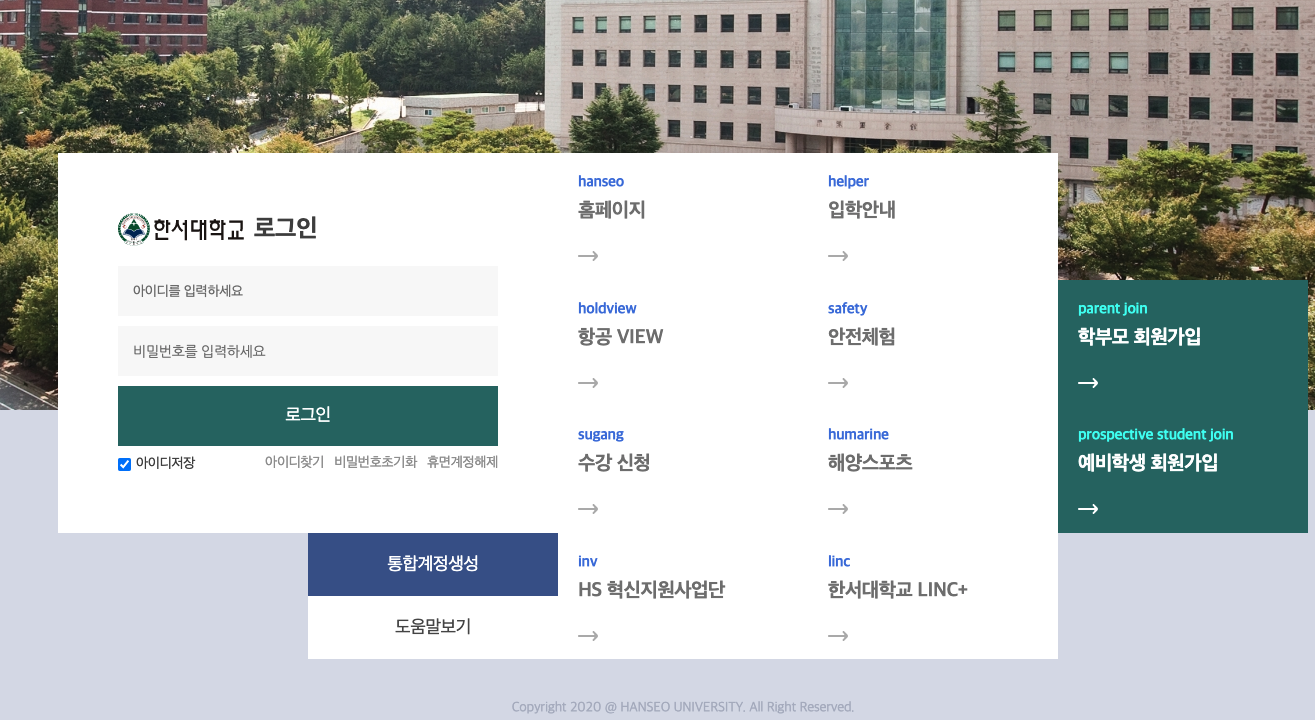 한서대학교 로그인
아이디를 입력하세요
비밀번호를 입력하세요
로그인
아이디저장
아이디찾기 비밀번호초기화 휴면계정해제
통합계정생성
도움말보기
hanseo
홈페이지
helper
입학안내
holdview
항공 VIEW
safety
안전체험
sugang
수강 신청
humarine
해양스포츠
inv
HS 혁신지원사업단
linc
한서대학교 LINC+
parent join
학부모 회원가입
prospective student join
예비학생 회원가입
Copyright 2020 @ HANSEO UNIVERSITY. All Right Reserved.